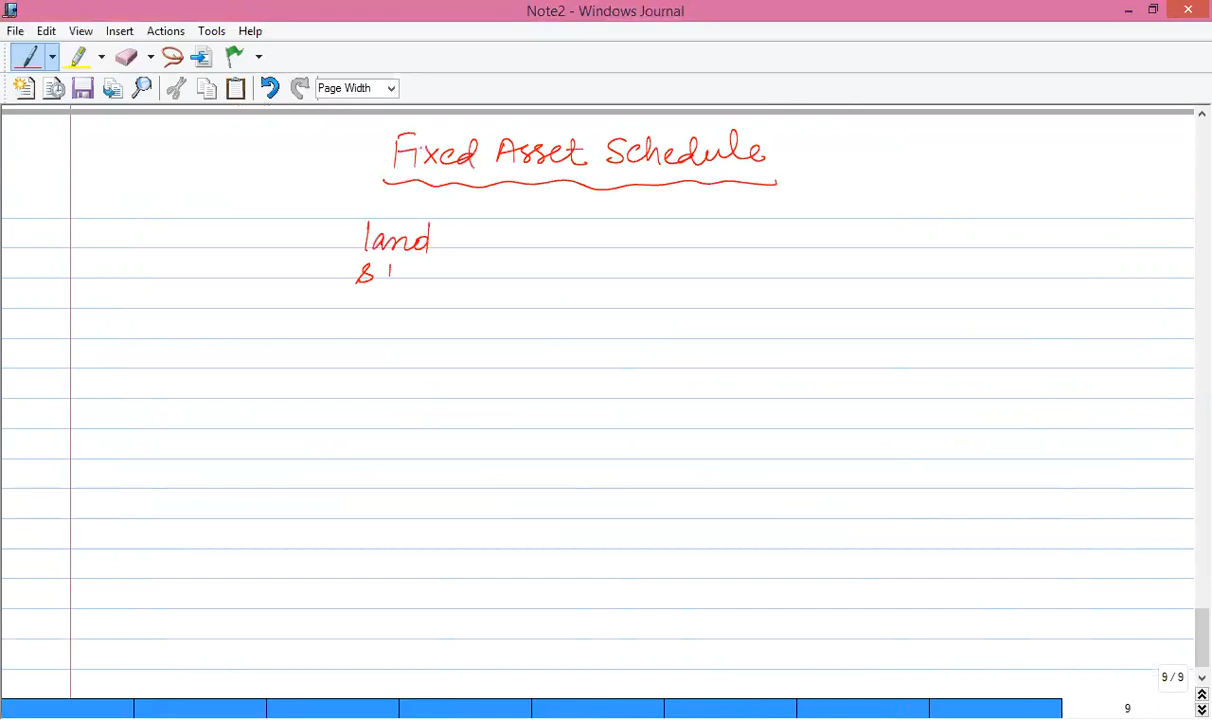 Note2 - Windows Journal
File Edit View Insert Actions Tools Help
Page Width
Fixed Asset Schedule
land
&
9 / 9
9